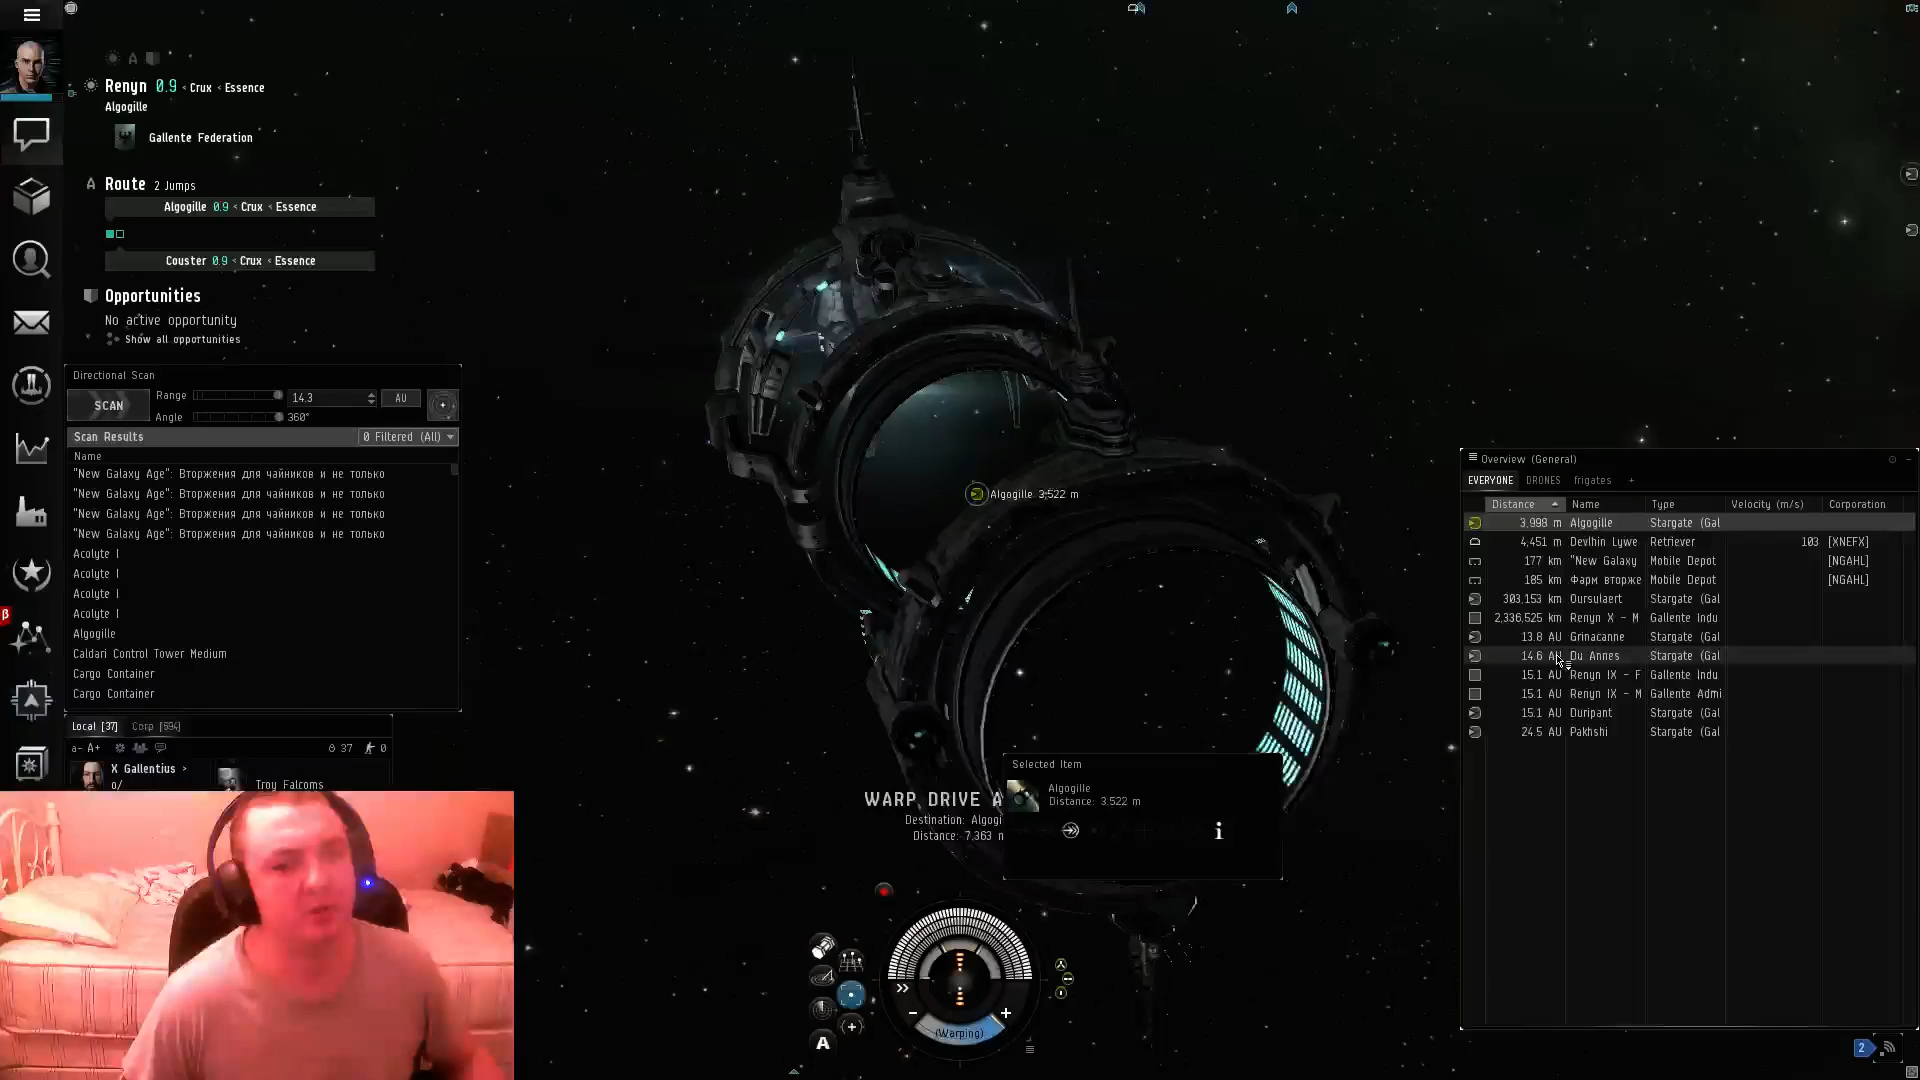 Renyn 0.9 < Crux < Essence
Algogille
Gallente Federation
Route 2 Jumps
Algogille 0.9 < Crux < Essence
Couster 0.9 < Crux < Essence
Opportunities
No active opportunity
Show all opportunities
Directional Scan
SCAN
Range 14.3 AU
Angle 360°
Scan Results 0 Filtered (All)
Name
"New Galaxy Age": Вторжения для чайников и не только
"New Galaxy Age": Вторжения для чайников и не только
"New Galaxy Age": Вторжения для чайников и не только
"New Galaxy Age": Вторжения для чайников и не только
Acolyte I
Acolyte I
Acolyte I
Acolyte I
Algogille
Caldari Control Tower Medium
Cargo Container
Cargo Container
Local [37] Corp [594]
a- A+ 37 0
X Gallentius >
o/
Troy Falcoms
β
Algogille 3,522 m
WARP DRIVE A
Destination: Algogi
Distance: 7,363 m
Selected Item
Algogille
Distance: 3,522 m
(Warping)
A
Overview (General)
EVERYONE DRONES frigates +
Distance Name Type Velocity (m/s) Corporation
3,998 m Algogille Stargate (Gal
4,451 m Devlhin Lywe Retriever 103 [XNEFX]
177 km "New Galaxy Mobile Depot [NGAHL]
185 km Фарм вторже Mobile Depot [NGAHL]
303,153 km Oursulaert Stargate (Gal
2,336,525 km Renyn X - M Gallente Indu
13.8 AU Grinacanne Stargate (Gal
14.6 AU Du Annes Stargate (Gal
15.1 AU Renyn IX - F Gallente Indu
15.1 AU Renyn IX - M Gallente Admi
15.1 AU Duripant Stargate (Gal
24.5 AU Pakhshi Stargate (Gal
2